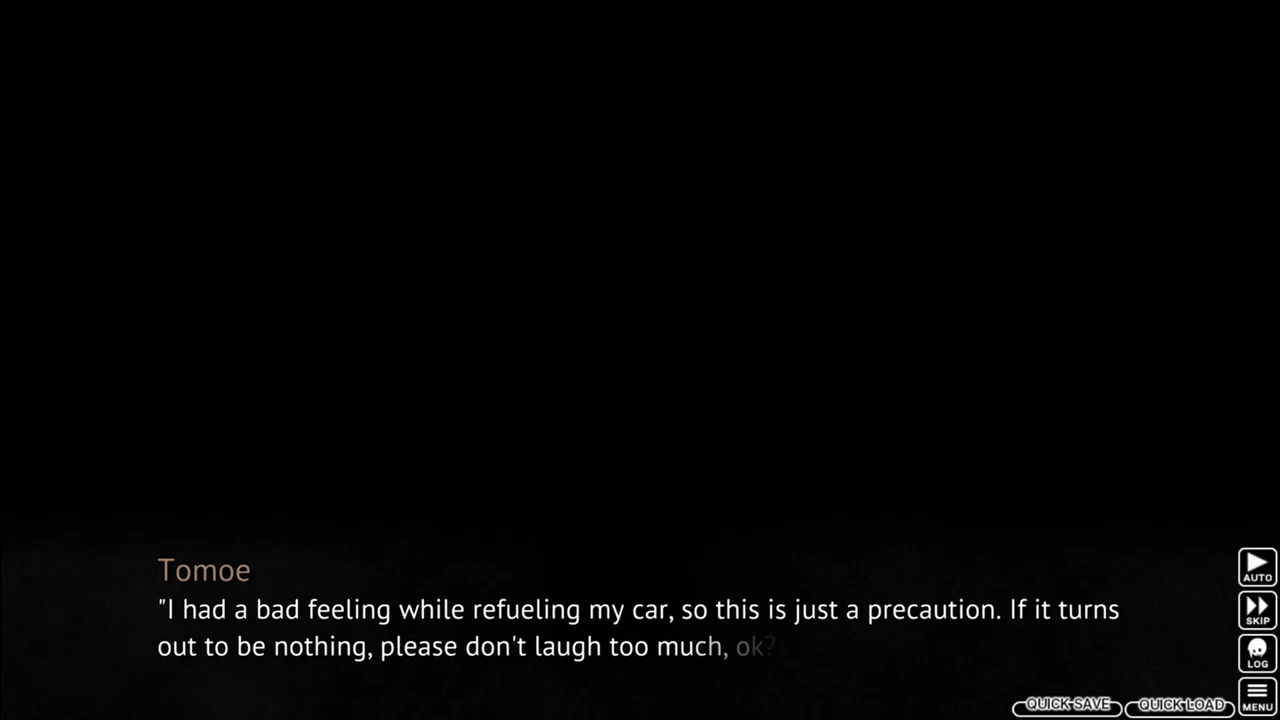 Tomoe
"I had a bad feeling while refueling my car, so this is just a precaution. If it turns
out to be nothing, please don't laugh too much, ok?
AUTO
SKIP
LOG
MENU
QUICK SAVE QUICK LOAD